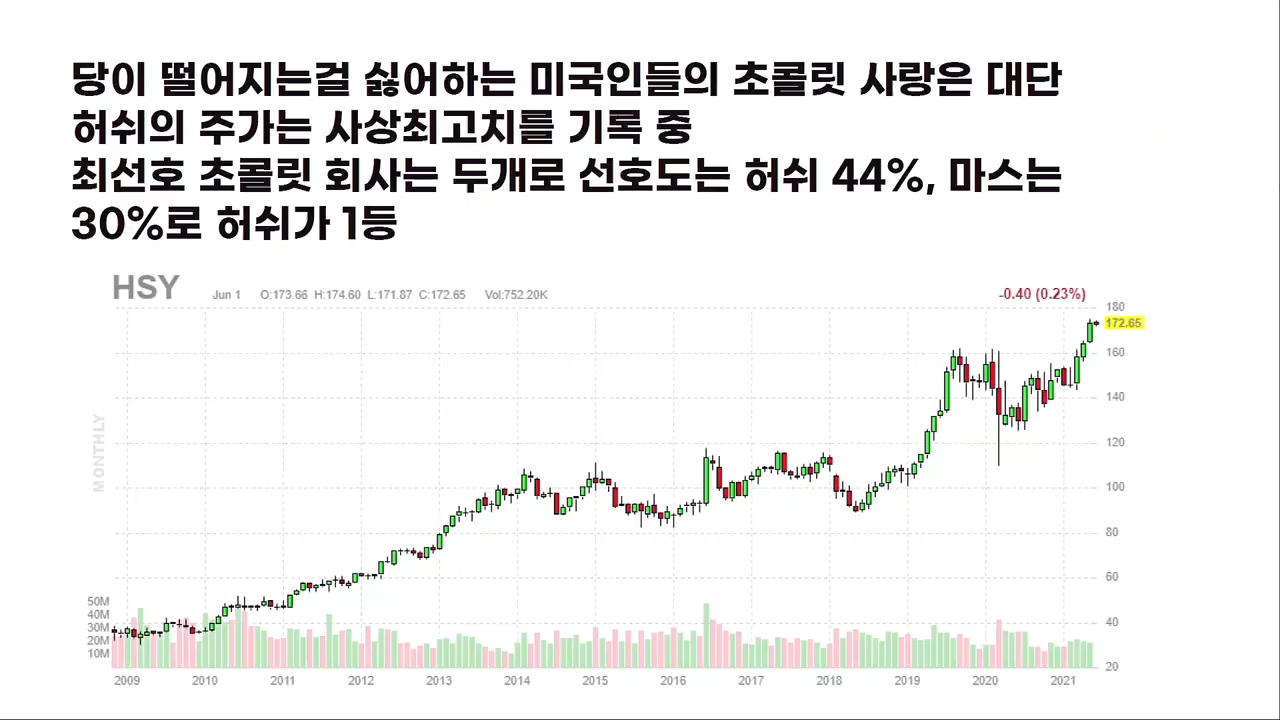 당이 떨어지는걸 싫어하는 미국인들의 초콜릿 사랑은 대단
허쉬의 주가는 사상최고치를 기록 중
최선호 초콜릿 회사는 두개로 선호도는 허쉬 44%, 마스는
30%로 허쉬가 1등
HSY Jun 1 O:173.66 H:174.60 L:171.87 C:172.65 Vol:752.20K -0.40 (0.23%)
180
172.65
160
140
120
MONTHLY
100
80
60
50M
40M
40
30M
20M
10M
20
2009 2010 2011 2012 2013 2014 2015 2016 2017 2018 2019 2020 2021